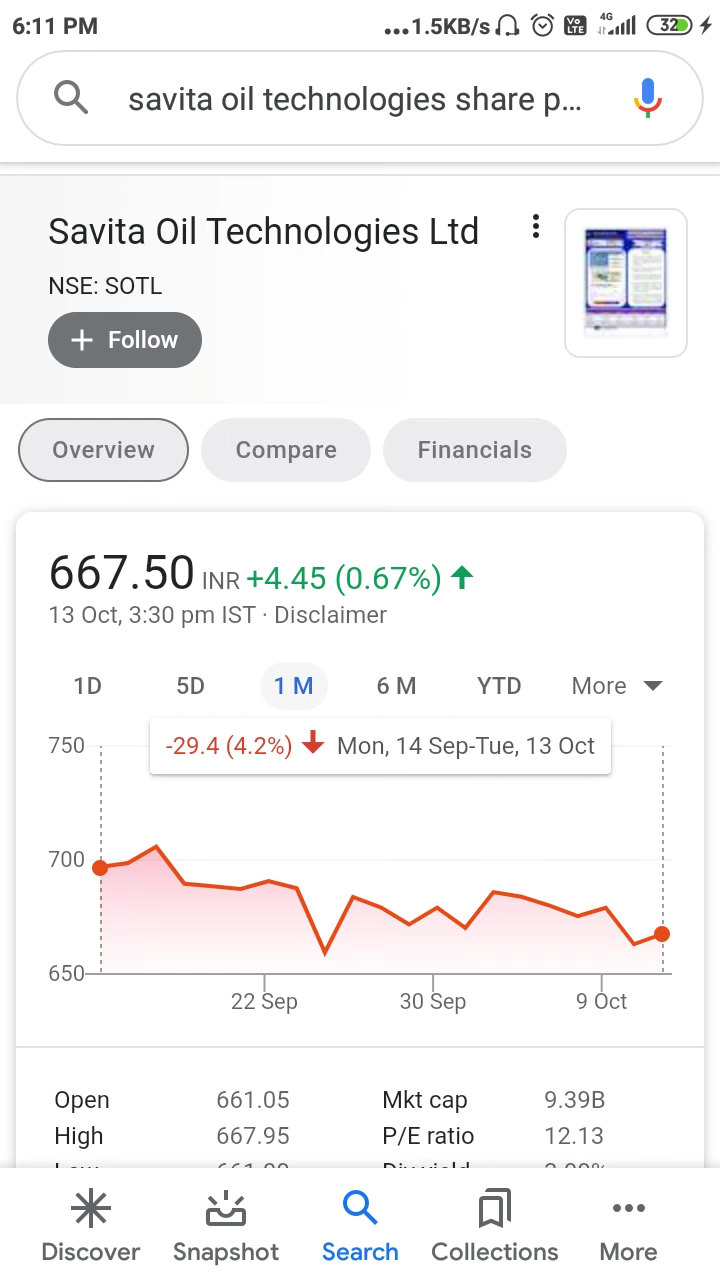 6:11 PM
...1.5KB/s
Vo
LTE
4G
32
savita oil technologies share p...
Savita Oil Technologies Ltd
NSE: SOTL
+ Follow
Overview Compare Financials
667.50 INR +4.45 (0.67%)
13 Oct, 3:30 pm IST · Disclaimer
1D 5D 1 M 6 M YTD More
-29.4 (4.2%) Mon, 14 Sep-Tue, 13 Oct
750
700
650
22 Sep 30 Sep 9 Oct
Open 661.05 Mkt cap 9.39B
High 667.95 P/E ratio 12.13
Discover Snapshot Search Collections More